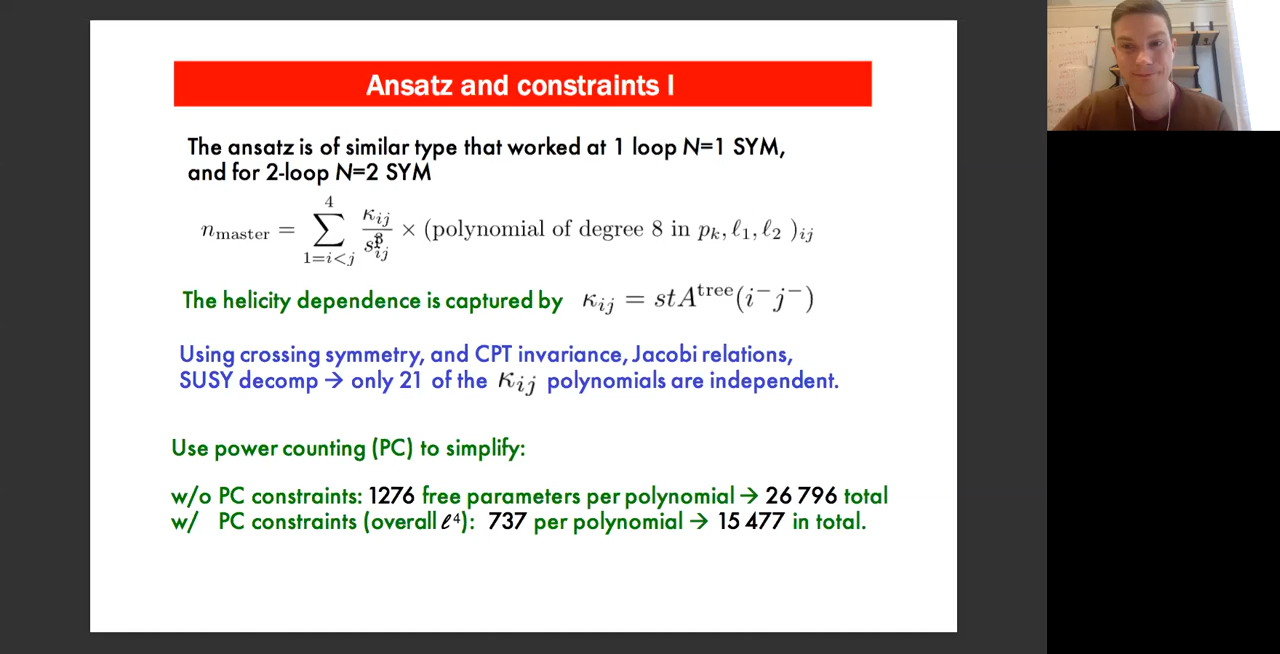 Ansatz and constraints I
The ansatz is of similar type that worked at 1 loop N=1 SYM,
and for 2-loop N=2 SYM
n_master = ∑_{1=i<j}^{4} κ_ij / s_ij × (polynomial of degree 8 in p_k, ℓ_1, ℓ_2 )_ij
The helicity dependence is captured by κ_ij = stA^tree(i^− j^−)
Using crossing symmetry, and CPT invariance, Jacobi relations,
SUSY decomp → only 21 of the κ_ij polynomials are independent.
Use power counting (PC) to simplify:
w/o PC constraints: 1276 free parameters per polynomial → 26 796 total
w/ PC constraints (overall ℓ^4): 737 per polynomial → 15 477 in total.